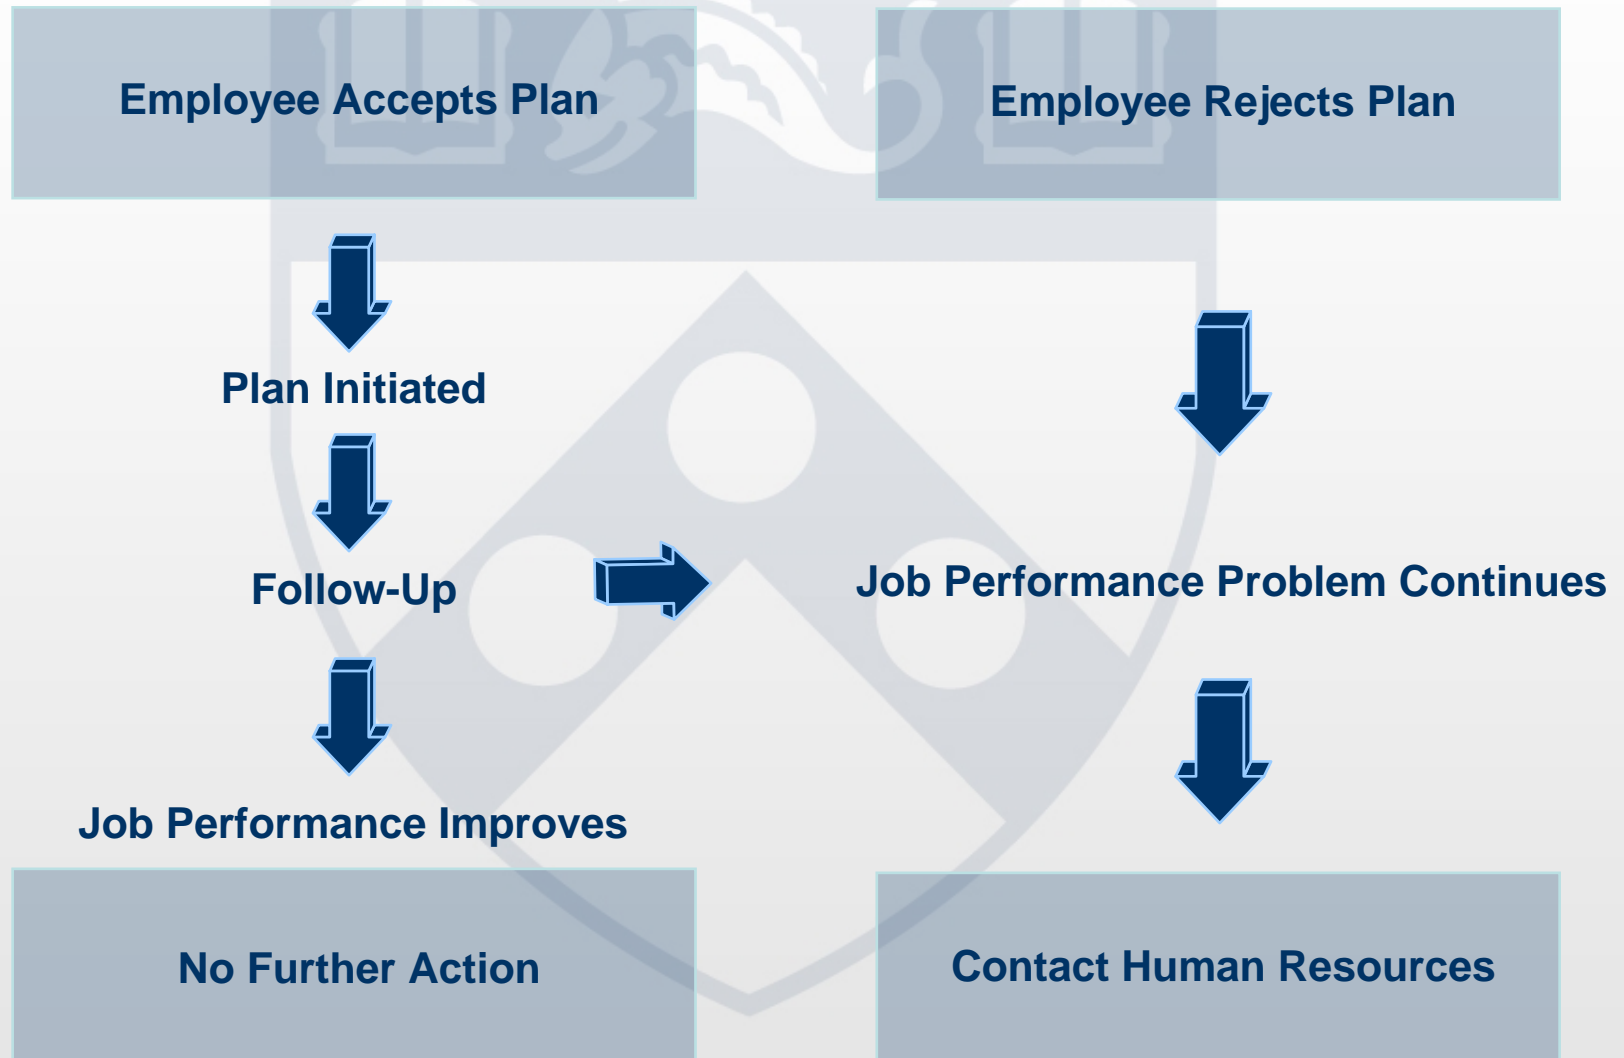 Employee Accepts Plan
Employee Rejects Plan
Plan Initiated
Follow-Up
Job Performance Problem Continues
Job Performance Improves
No Further Action
Contact Human Resources